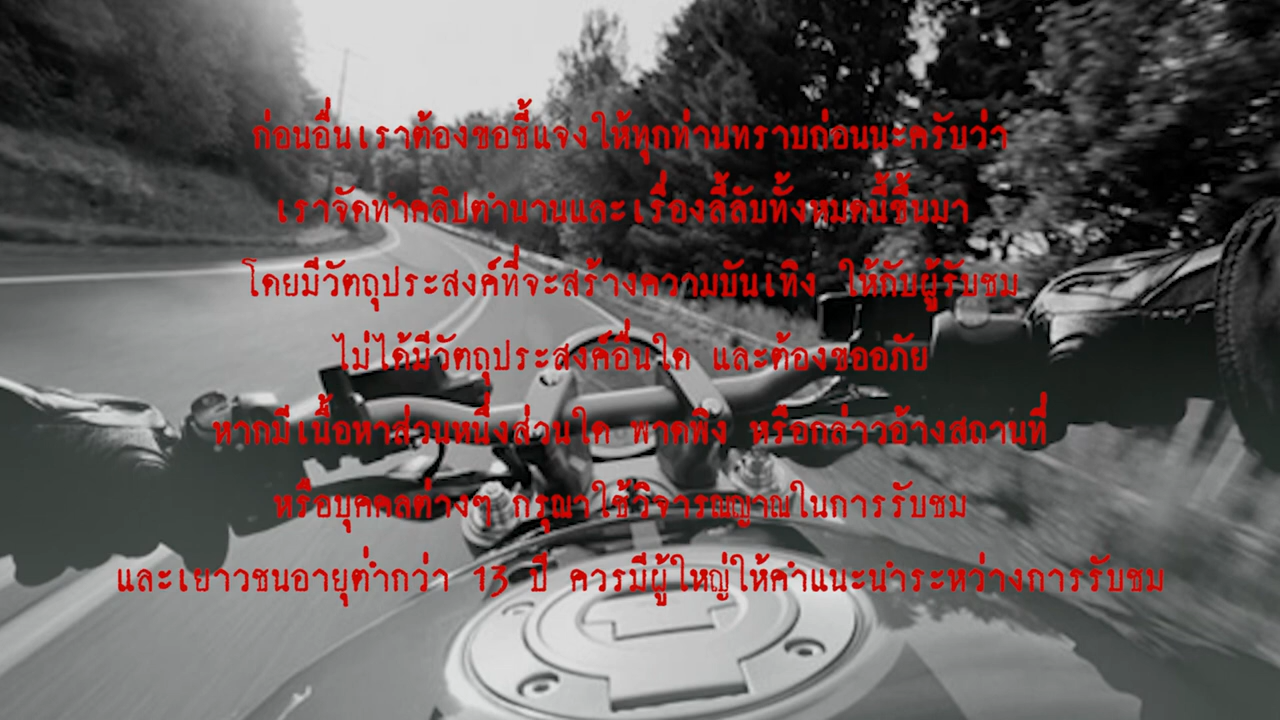 ก่อนอื่นเราต้องขอชี้แจงให้ทุกท่านทราบก่อนนะครับว่า
เราจัดทำคลิปตำนานและเรื่องลี้ลับทั้งหมดนี้ขึ้นมา
โดยมีวัตถุประสงค์ที่จะสร้างความบันเทิง ให้กับผู้รับชม
ไม่ได้มีวัตถุประสงค์อื่นใด และต้องขออภัย
หากมีเนื้อหาส่วนหนึ่งส่วนใด พาดพิง หรือกล่าวอ้างสถานที่
หรือบุคคลต่างๆ กรุณาใช้วิจารณญาณในการรับชม
และเยาวชนอายุต่ำกว่า 13 ปี ควรมีผู้ใหญ่ให้คำแนะนำระหว่างการรับชม